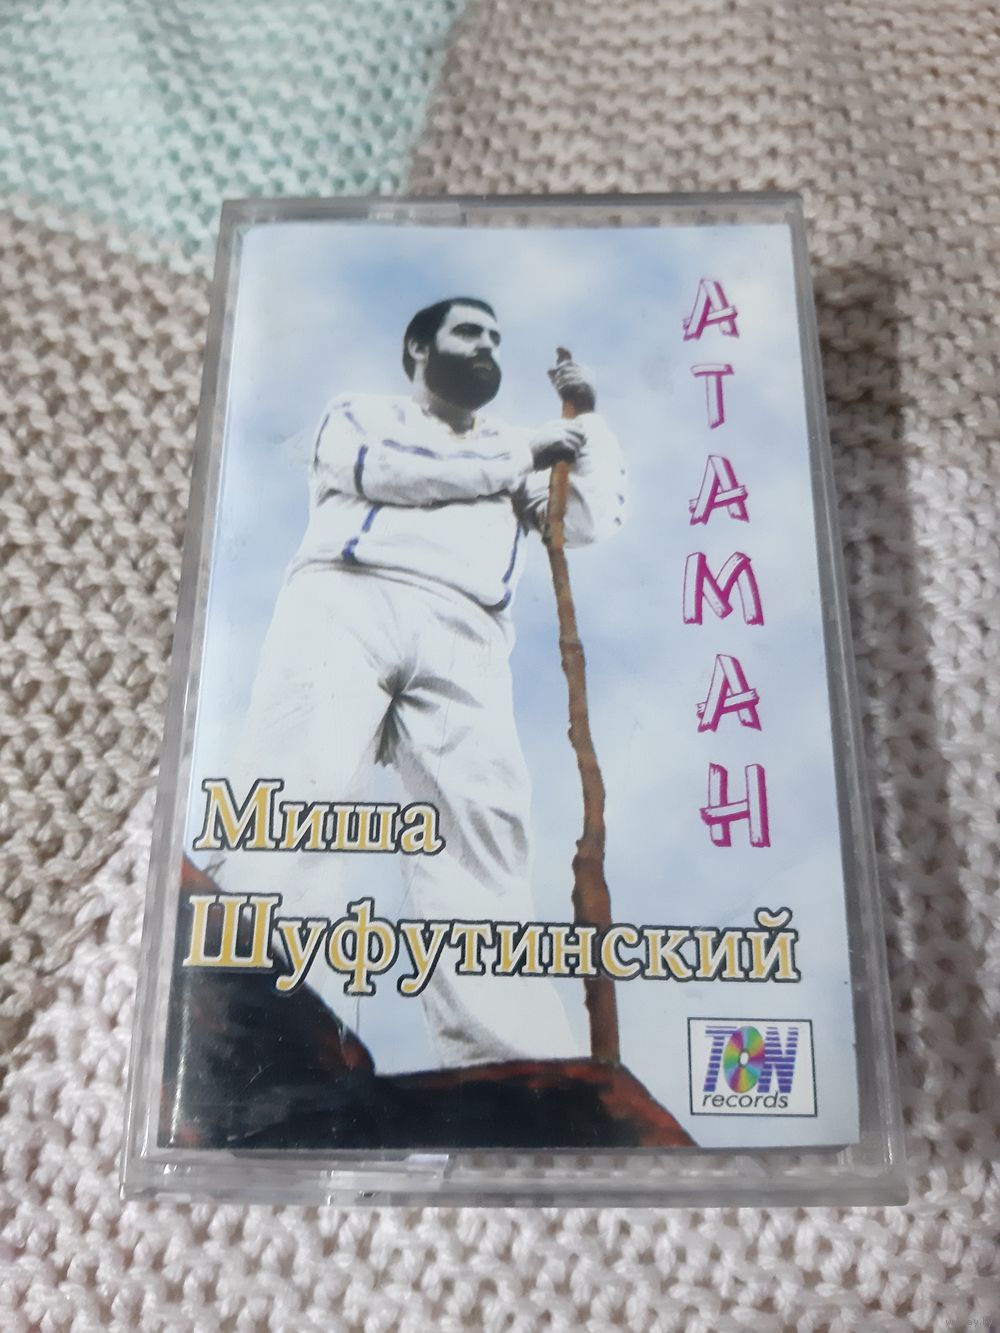 АТАМАН
Миша
Шуфутинский
TON
records